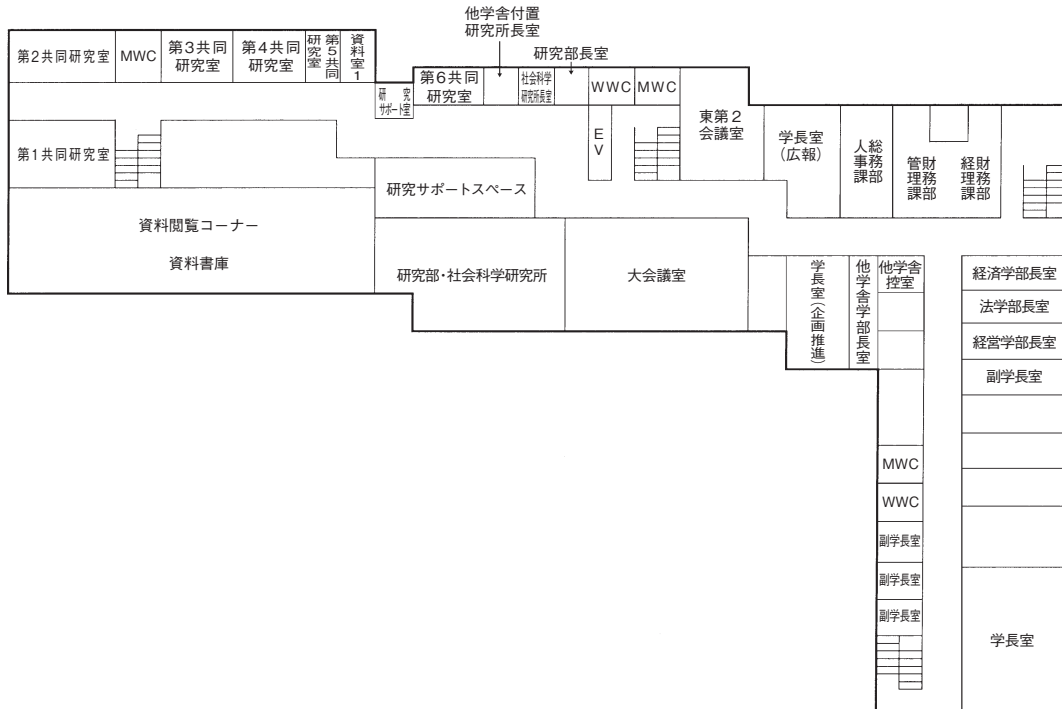 他学舎付置
研究所長室
研究部長室
第2共同研究室
MWC
第3共同
研究室
第4共同
研究室
第5共同
研究室
資料室1
研究
サポート室
第6共同
研究室
社会科学
研究所長室
WWC
MWC
EV
東第2
会議室
学長室
(広報)
総務部
人事課
財務部
管理課
財務部
経理課
第1共同研究室
研究サポートスペース
資料閲覧コーナー
資料書庫
研究部・社会科学研究所
大会議室
学長室(企画推進)
他学舎学部長室
他学舎
控室
経済学部長室
法学部長室
経営学部長室
副学長室
MWC
WWC
副学長室
副学長室
副学長室
学長室